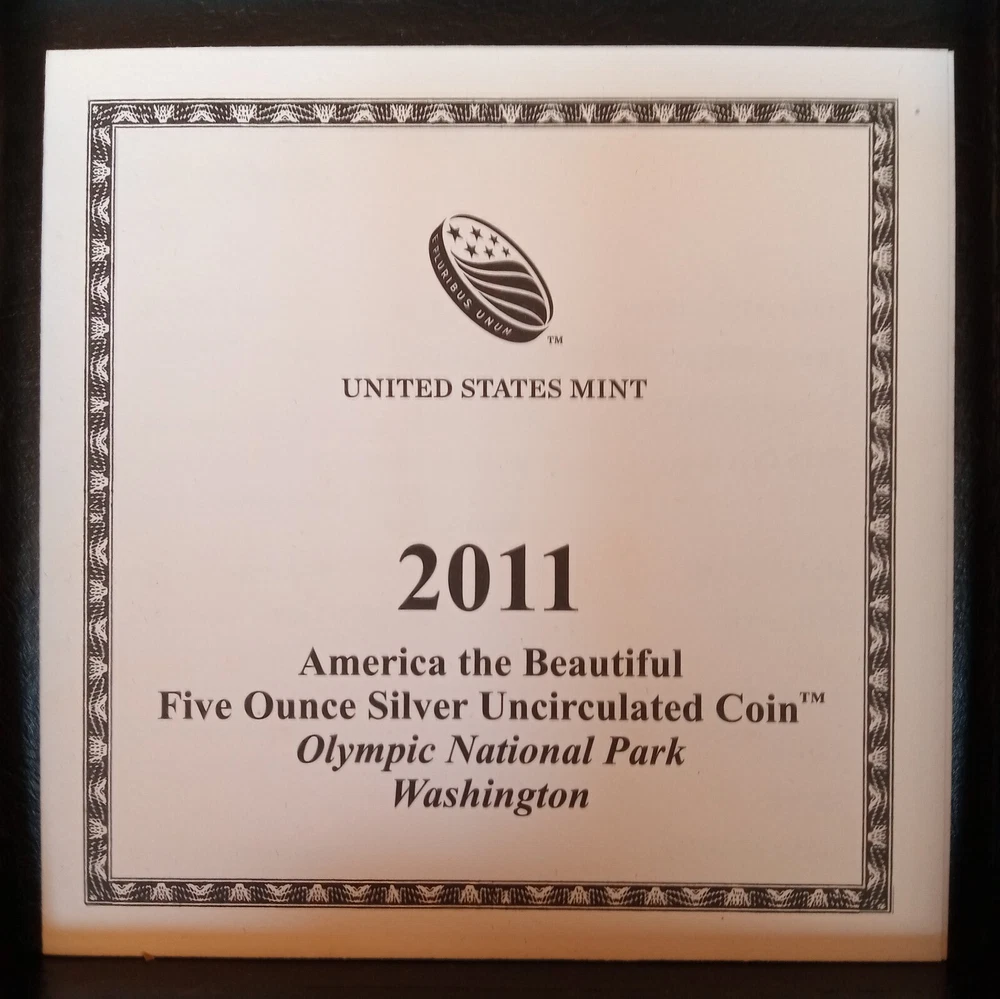 E PLURIBUS UNUM
TM
UNITED STATES MINT
2011
America the Beautiful
Five Ounce Silver Uncirculated Coin™
Olympic National Park
Washington